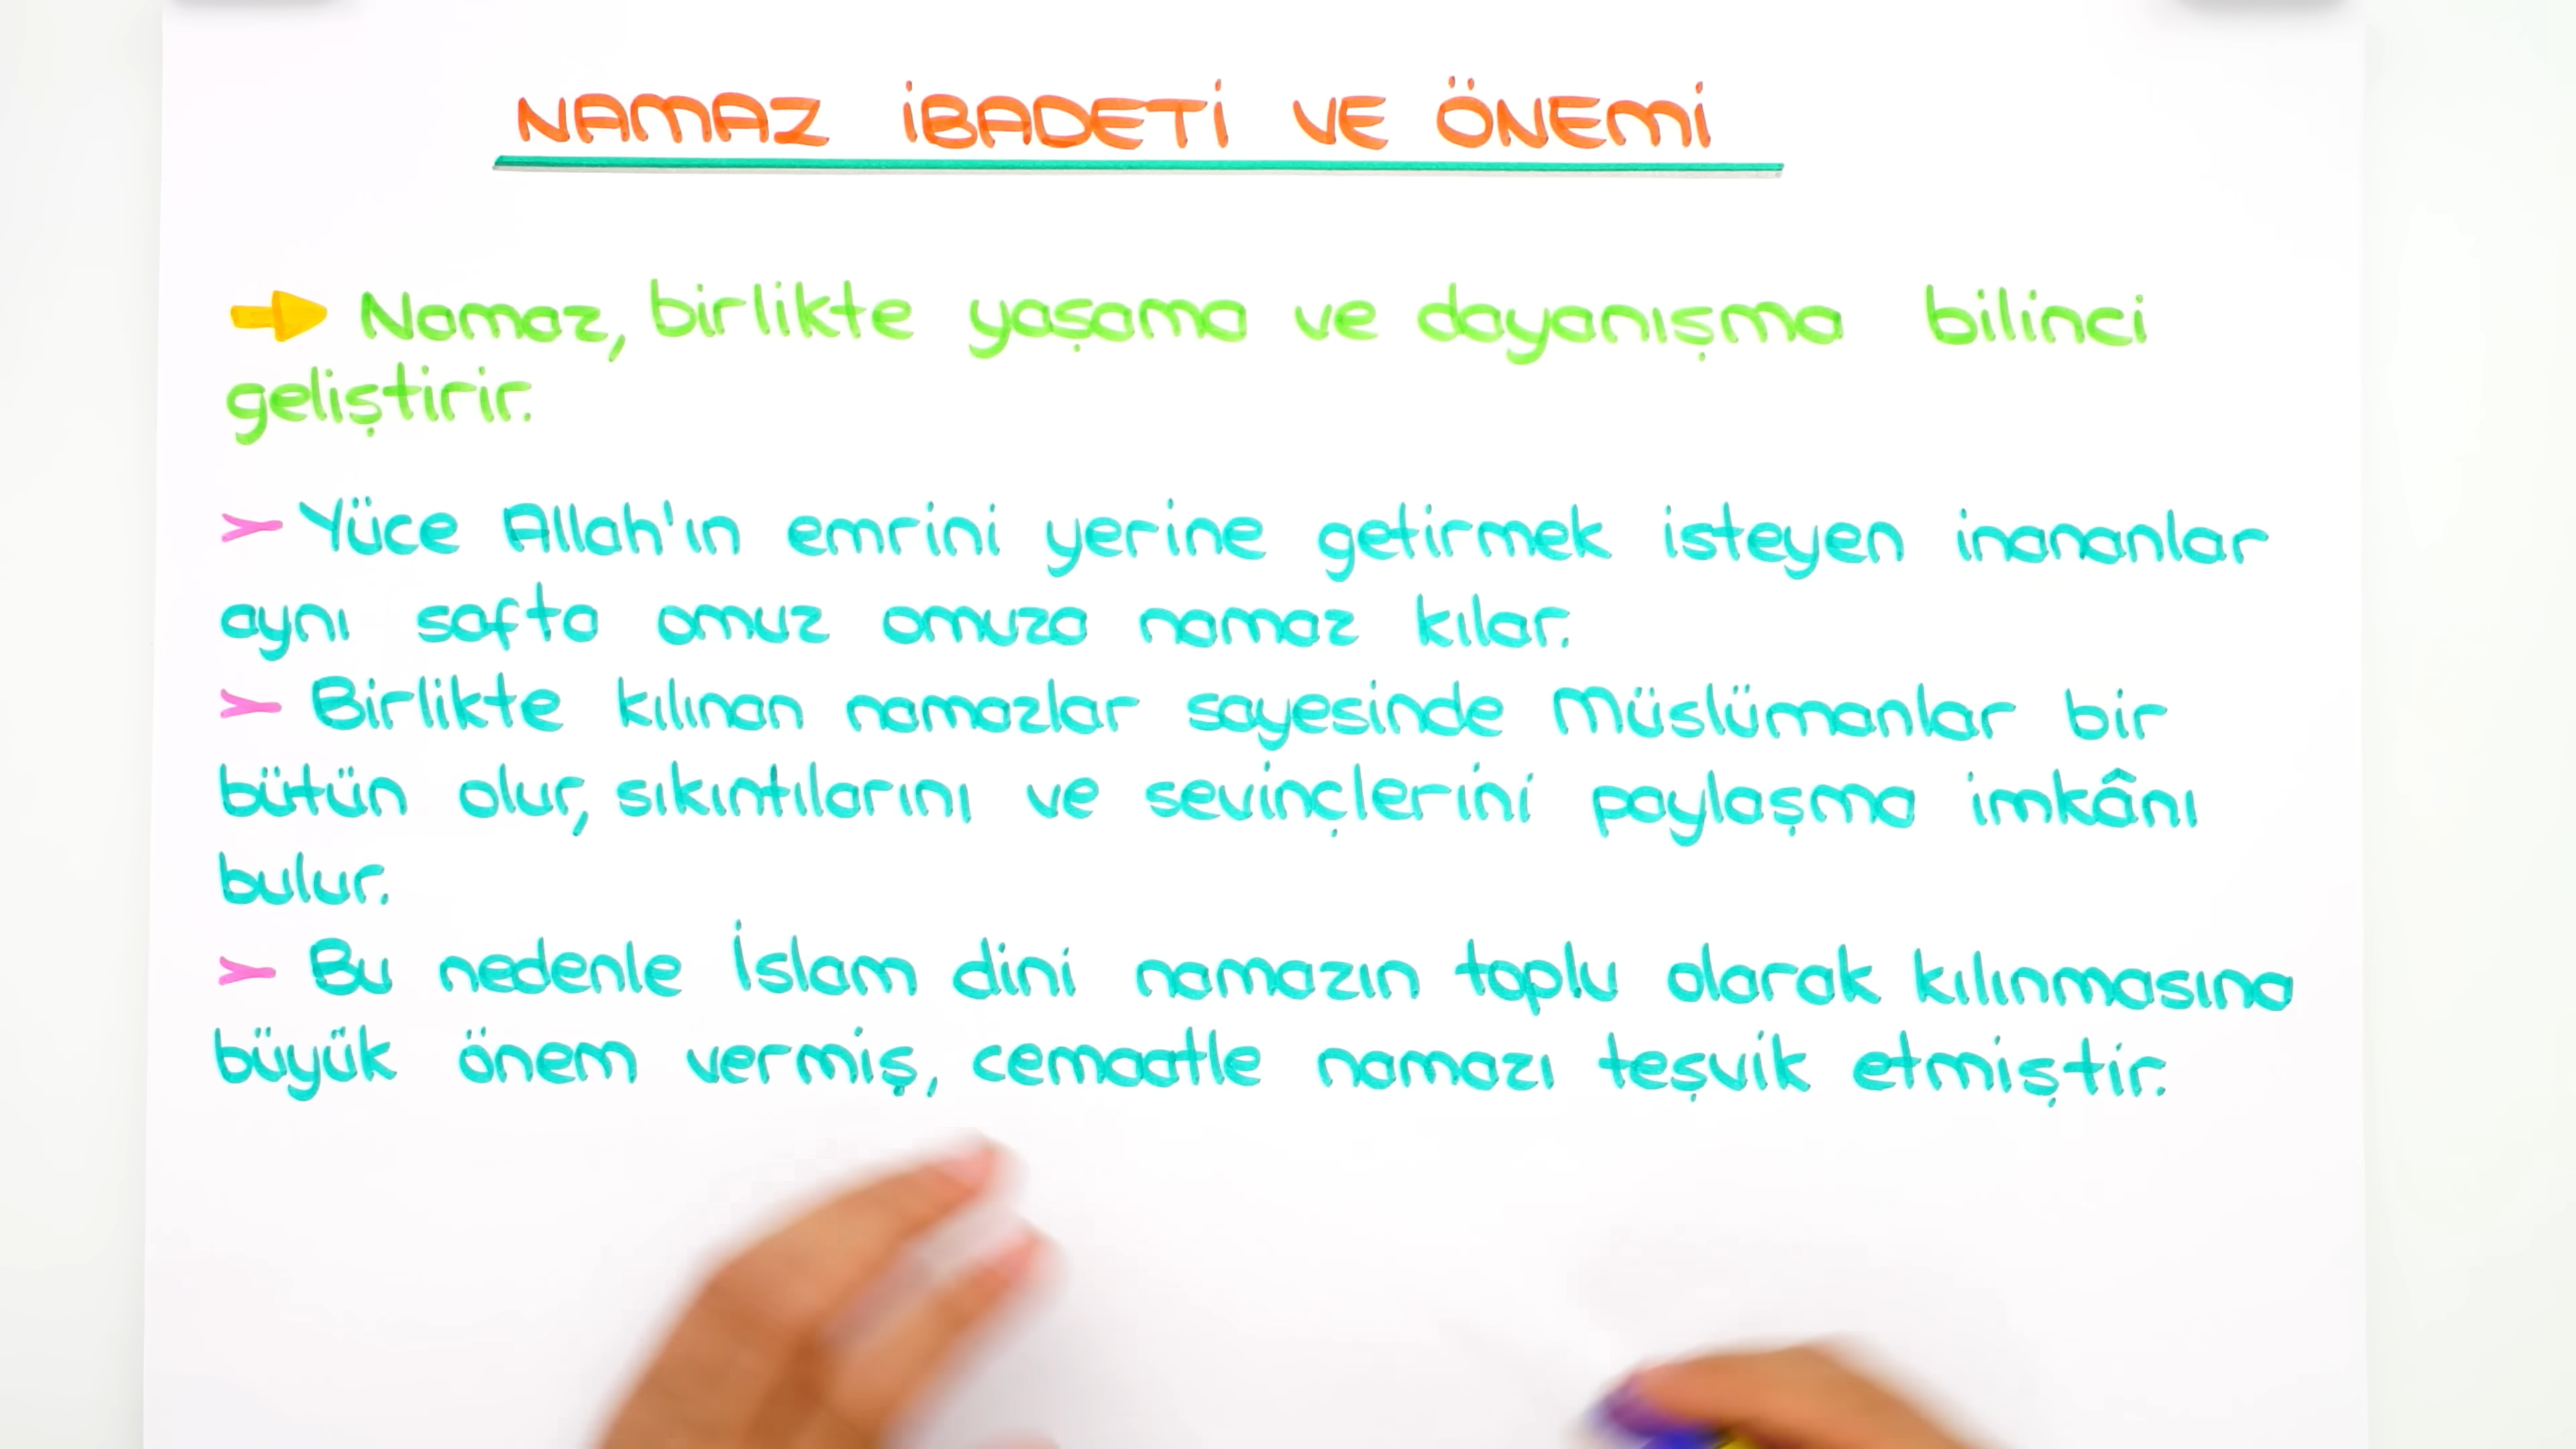 NAMAZ İBADETİ VE ÖNEMİ
Namaz, birlikte yaşama ve dayanışma bilinci
geliştirir.
Yüce Allah'ın emrini yerine getirmek isteyen inananlar
aynı safta omuz omuza namaz kılar.
Birlikte kılınan namazlar sayesinde Müslümanlar bir
bütün olur, sıkıntılarını ve sevinçlerini paylaşma imkânı
bulur.
Bu nedenle İslam dini namazın toplu olarak kılınmasına
büyük önem vermiş, cemaatle namazı teşvik etmiştir.